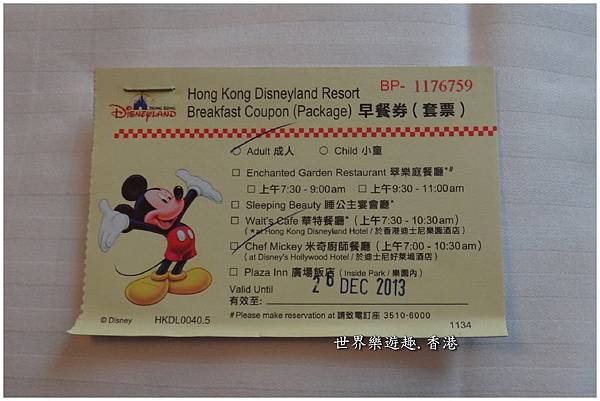 HONG KONG
DISNEYLAND
Hong Kong Disneyland Resort
BP- 1176759
Breakfast Coupon (Package) 早餐券(套票)
Adult 成人 Child 小童
Enchanted Garden Restaurant 翠樂庭餐廳*#
上午7:30 - 9:00am 上午9:30 - 11:00am
Sleeping Beauty 睡公主宴會廳*
Walt's Cafe 華特餐廳* (上午7:30 - 10:30am)
(*at Hong Kong Disneyland Hotel / 於香港迪士尼樂園酒店)
Chef Mickey 米奇廚師餐廳 (上午7:00 - 10:30am)
(at Disney's Hollywood Hotel / 於迪士尼好萊塢酒店)
Plaza Inn 廣場飯店 (Inside Park / 樂園內)
Valid Until
有效至:
26 DEC 2013
#Please make reservation at 請致電訂座 3510-6000
© Disney HKDL0040.5
1134
世界樂遊趣.香港